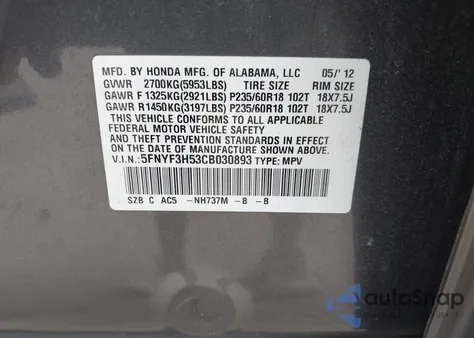 MFD. BY HONDA MFG. OF ALABAMA, LLC 05/'12
GVWR 2700KG(5953LBS) TIRE SIZE RIM SIZE
GAWR F 1325KG(2921LBS) P235/60R18 102T 18X7.5J
GAWR R 1450KG(3197LBS) P235/60R18 102T 18X7.5J
THIS VEHICLE CONFORMS TO ALL APPLICABLE
FEDERAL MOTOR VEHICLE SAFETY
AND THEFT PREVENTION STANDARDS IN EFFECT ON THE DATE OF
MANUFACTURE SHOWN ABOVE.
V.I.N.: 5FNYF3H53CB030893 TYPE: MPV
SZB C AC5 -NH737M -B -B
autoSnap